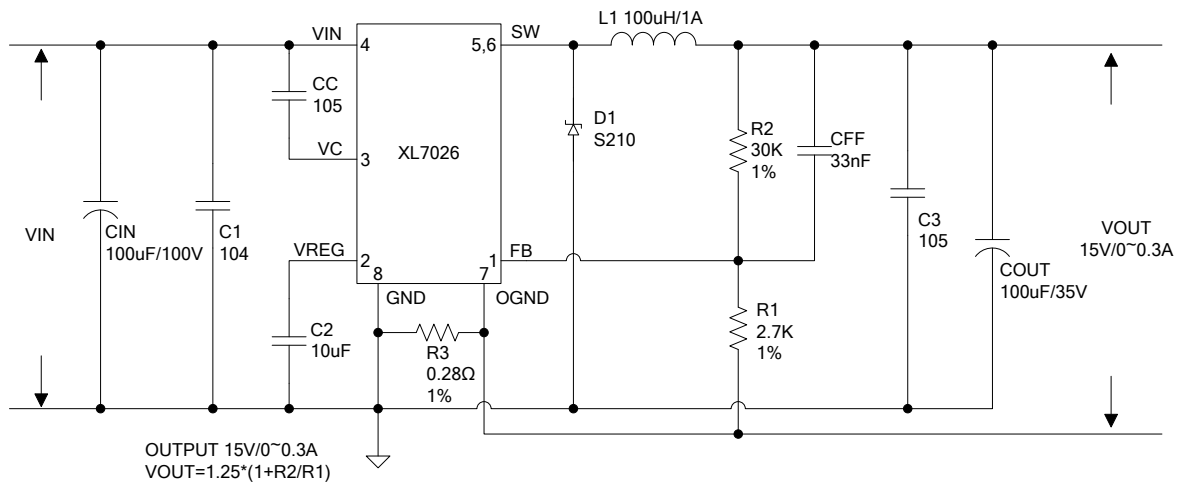 L1 100uH/1A
VIN
4
5,6
SW
CC
105
VC
3
XL7026
D1
S210
R2
30K
1%
CFF
33nF
VIN
CIN
100uF/100V
C1
104
C3
105
VOUT
15V/0~0.3A
COUT
100uF/35V
VREG
2
1
FB
8
7
GND
OGND
C2
10uF
R3
0.28Ω
1%
R1
2.7K
1%
OUTPUT 15V/0~0.3A
VOUT=1.25*(1+R2/R1)